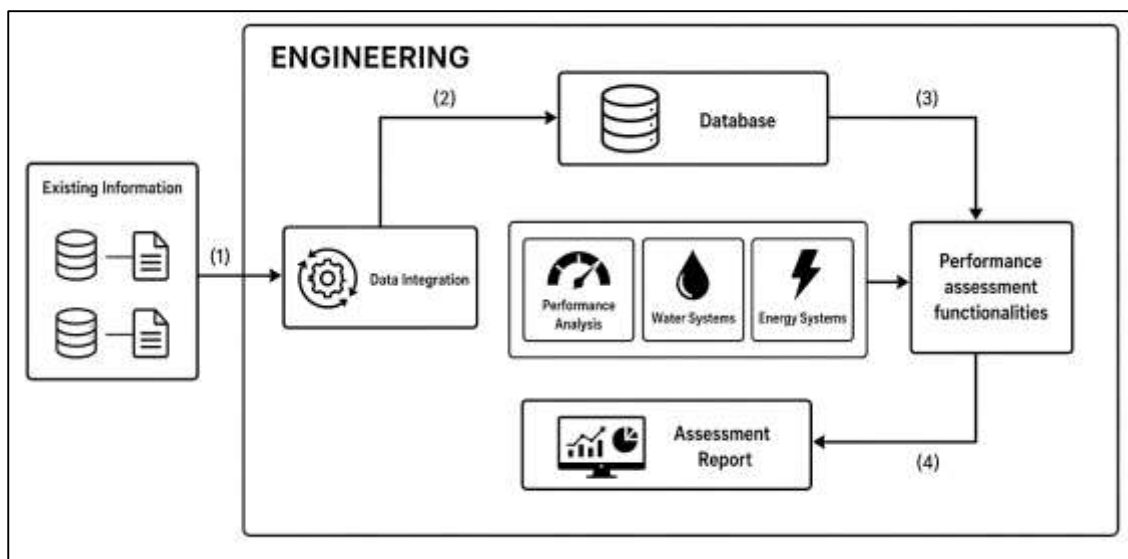 ENGINEERING
(2)
Database
(3)
Existing Information
(1)
Data Integration
Performance
Analysis
Water Systems
Energy Systems
Performance
assessment
functionalities
Assessment
Report
(4)